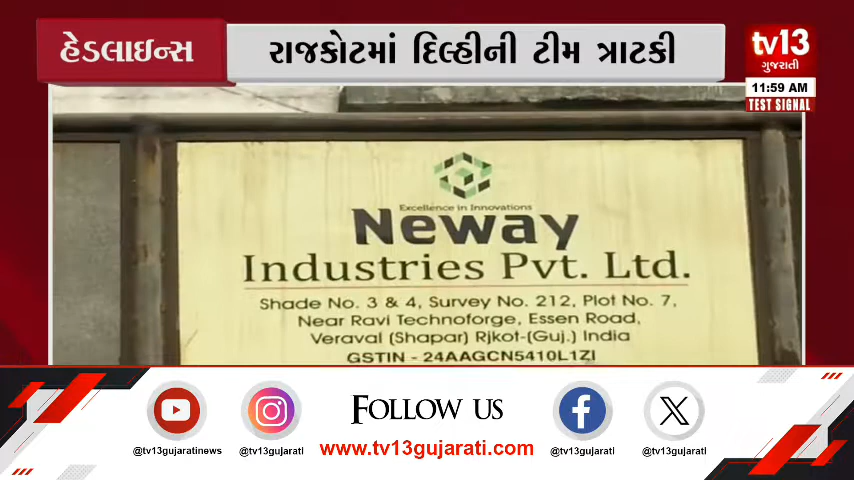 હેડલાઇન્સ
રાજકોટમાં દિલ્હીની ટીમ ત્રાટકી
tv13
ગુજરાતી
11:59 AM
TEST SIGNAL
Excellence in Innovations
Neway
Industries Pvt. Ltd.
Shade No. 3 & 4, Survey No. 212, Plot No. 7,
Near Ravi Technoforge, Essen Road,
Veraval (Shapar) Rjkot-(Guj.) India
GSTIN - 24AAGCN5410L1ZI
FOLLOW US
www.tv13gujarati.com
@tv13gujaratinews
@tv13gujarati
@tv13gujarati
@tv13gujarati